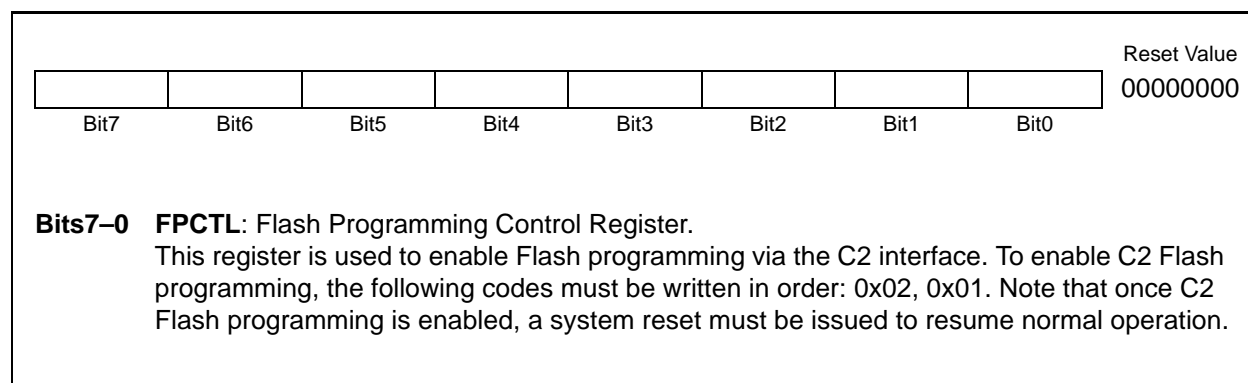 Reset Value
00000000
Bit7 Bit6 Bit5 Bit4 Bit3 Bit2 Bit1 Bit0
Bits7–0 FPCTL: Flash Programming Control Register.
This register is used to enable Flash programming via the C2 interface. To enable C2 Flash
programming, the following codes must be written in order: 0x02, 0x01. Note that once C2
Flash programming is enabled, a system reset must be issued to resume normal operation.